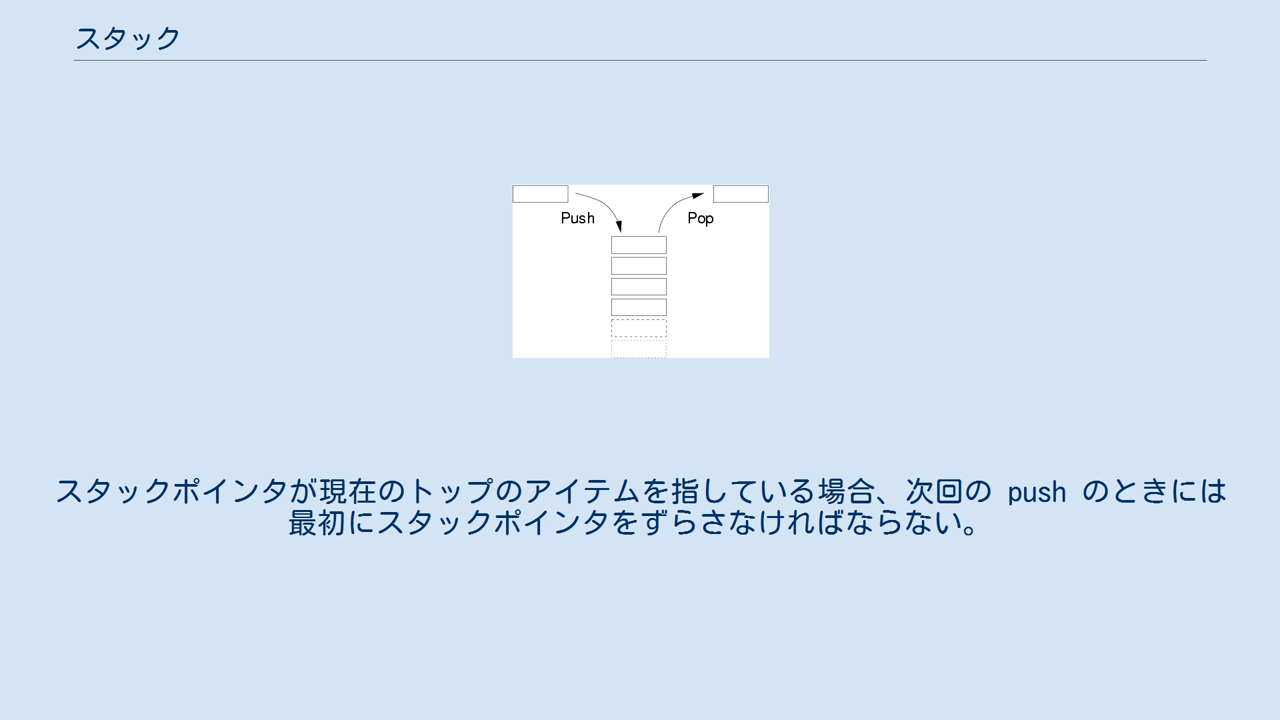 スタック
Push
Pop
スタックポインタが現在のトップのアイテムを指している場合、次回の push のときには
最初にスタックポインタをずらさなければならない。